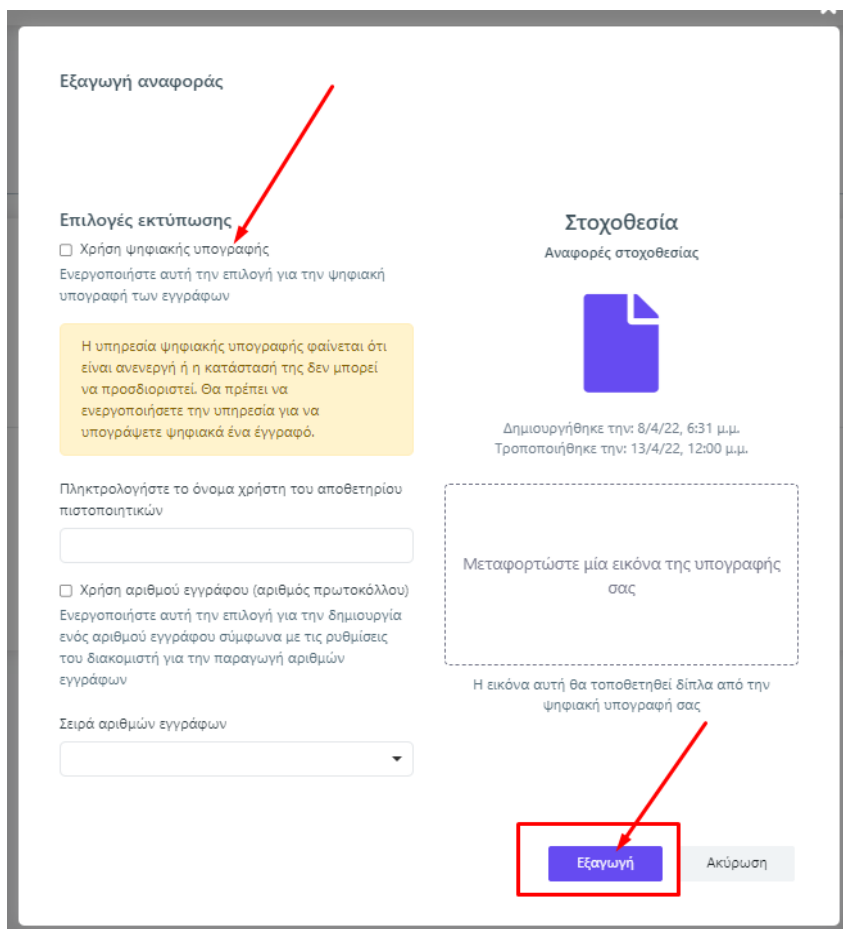 Εξαγωγή αναφοράς
Επιλογές εκτύπωσης
Χρήση ψηφιακής υπογραφής
Ενεργοποιήστε αυτή την επιλογή για την ψηφιακή
υπογραφή των εγγράφων
Η υπηρεσία ψηφιακής υπογραφής φαίνεται ότι
είναι ανενεργή ή η κατάστασή της δεν μπορεί
να προσδιοριστεί. Θα πρέπει να
ενεργοποιήσετε την υπηρεσία για να
υπογράψετε ψηφιακά ένα έγγραφό.
Πληκτρολογήστε το όνομα χρήστη του αποθετηρίου
πιστοποιητικών
Χρήση αριθμού εγγράφου (αριθμός πρωτοκόλλου)
Ενεργοποιήστε αυτή την επιλογή για την δημιουργία
ενός αριθμού εγγράφου σύμφωνα με τις ρυθμίσεις
του διακομιστή για την παραγωγή αριθμών
εγγράφων
Σειρά αριθμών εγγράφων
Στοχοθεσία
Αναφορές στοχοθεσίας
Δημιουργήθηκε την: 8/4/22, 6:31 μ.μ.
Τροποποιήθηκε την: 13/4/22, 12:00 μ.μ.
Μεταφορτώστε μία εικόνα της υπογραφής
σας
Η εικόνα αυτή θα τοποθετηθεί δίπλα από την
ψηφιακή υπογραφή σας
Εξαγωγή
Ακύρωση